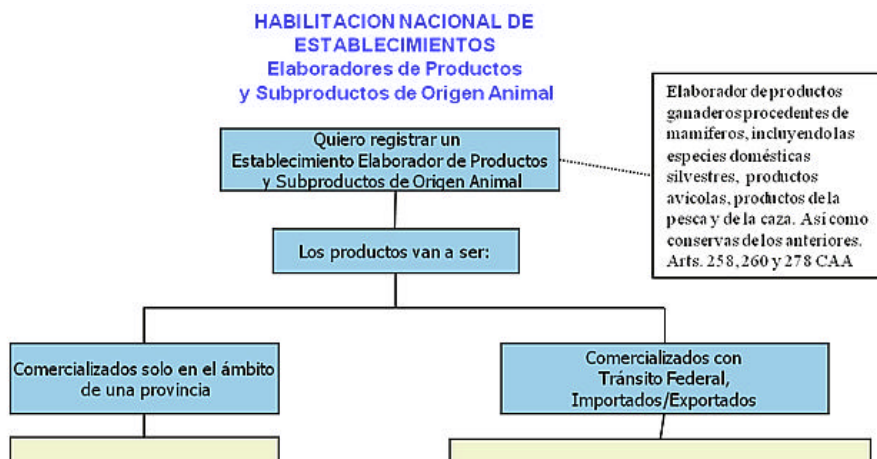 HABILITACION NACIONAL DE
ESTABLECIMIENTOS
Elaboradores de Productos
y Subproductos de Origen Animal
Quiero registrar un
Establecimiento Elaborador de Productos
y Subproductos de Origen Animal
Elaborador de productos
ganaderos procedentes de
mamíferos, incluyendo las
especies domésticas
silvestres, productos
avícolas, productos de la
pesca y de la caza. Así como
conservas de los anteriores.
Arts. 258, 260 y 278 CAA
Los productos van a ser:
Comercializados solo en el ámbito
de una provincia
Comercializados con
Tránsito Federal,
Importados/Exportados